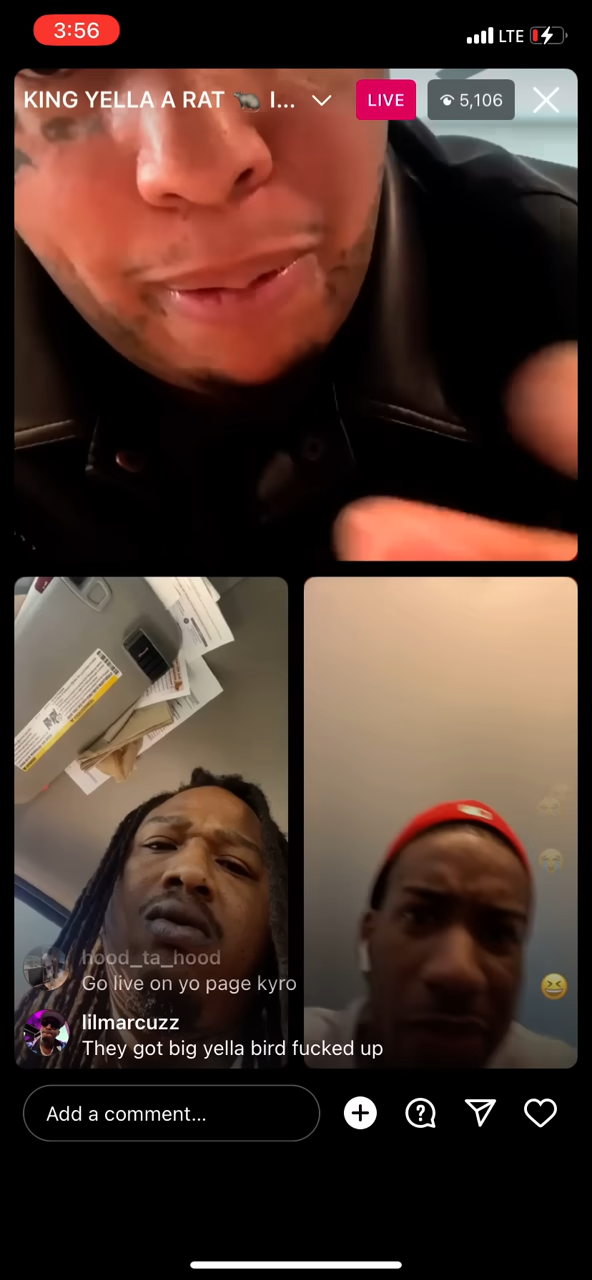 3:56
LTE
KING YELLA A RAT 🐀 I...
LIVE
5,106
hood_ta_hood
Go live on yo page kyro
lilmarcuzz
They got big yella bird fucked up
Add a comment...